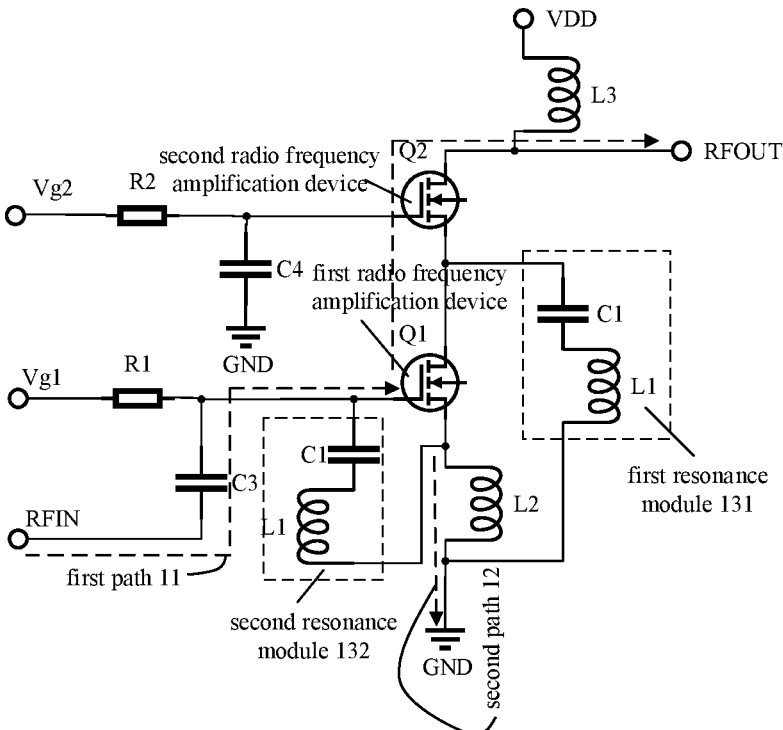 VDD
L3
Q2
RFOUT
second radio frequency
amplification device
Vg2
R2
C4
first radio frequency
amplification device
C1
GND
Q1
L1
Vg1
R1
C1
C3
first resonance
module 131
L2
L1
RFIN
first path 11
second resonance
module 132
GND
second path 12